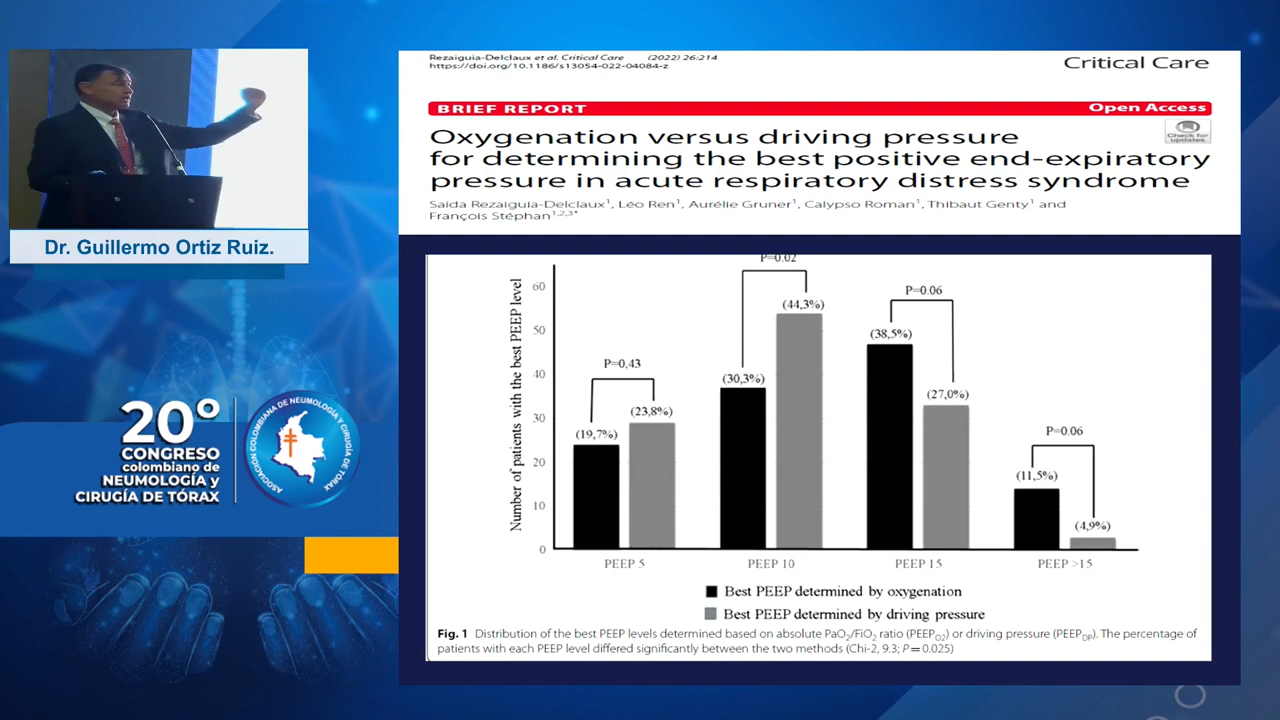 Rezaiguia-Delclaux et al. Critical Care (2022) 26:214
https://doi.org/10.1186/s13054-022-04084-z
Critical Care
BRIEF REPORT
Open Access
Oxygenation versus driving pressure
for determining the best positive end-expiratory
pressure in acute respiratory distress syndrome
Check for
updates
Saïda Rezaiguia-Delclaux1, Léo Ren1, Aurélie Gruner1, Calypso Roman1, Thibaut Genty1 and
François Stéphan1,2,3*
Dr. Guillermo Ortiz Ruiz.
20º
CONGRESO
colombiano de
NEUMOLOGÍA y
CIRUGÍA DE TÓRAX
ASOCIACIÓN COLOMBIANA DE NEUMOLOGÍA Y CIRUGÍA DE TÓRAX
Number of patients with the best PEEP level
60
50
40
30
20
10
0
P=0,43
(19,7%)
(23,8%)
P=0.02
(30,3%)
(44,3%)
P=0.06
(38,5%)
(27,0%)
P=0.06
(11,5%)
(4,9%)
PEEP 5
PEEP 10
PEEP 15
PEEP >15
Best PEEP determined by oxygenation
Best PEEP determined by driving pressure
Fig. 1 Distribution of the best PEEP levels determined based on absolute PaO2/FiO2 ratio (PEEPO2) or driving pressure (PEEPDP). The percentage of
patients with each PEEP level differed significantly between the two methods (Chi-2, 9.3; P = 0.025)